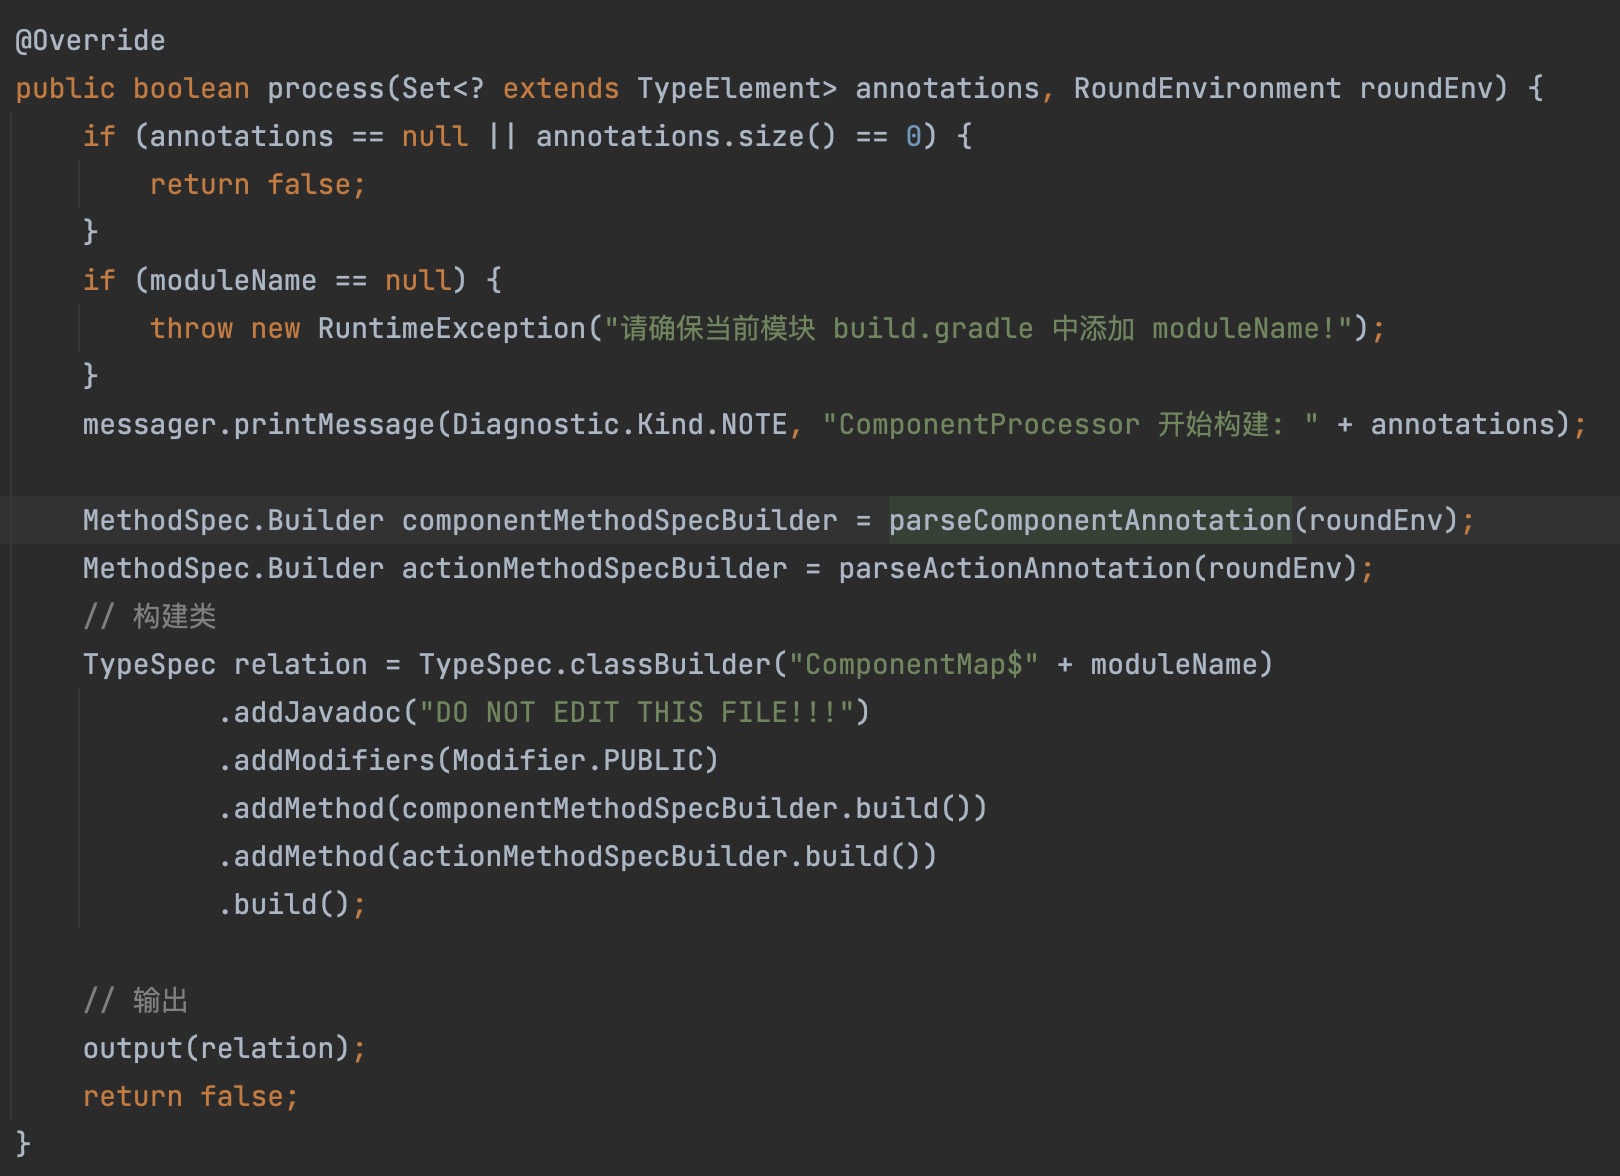 @Override
public boolean process(Set<? extends TypeElement> annotations, RoundEnvironment roundEnv) {
    if (annotations == null || annotations.size() == 0) {
        return false;
    }
    if (moduleName == null) {
        throw new RuntimeException("请确保当前模块 build.gradle 中添加 moduleName!");
    }
    messager.printMessage(Diagnostic.Kind.NOTE, "ComponentProcessor 开始构建: " + annotations);

    MethodSpec.Builder componentMethodSpecBuilder = parseComponentAnnotation(roundEnv);
    MethodSpec.Builder actionMethodSpecBuilder = parseActionAnnotation(roundEnv);
    // 构建类
    TypeSpec relation = TypeSpec.classBuilder("ComponentMap$" + moduleName)
            .addJavadoc("DO NOT EDIT THIS FILE!!!")
            .addModifiers(Modifier.PUBLIC)
            .addMethod(componentMethodSpecBuilder.build())
            .addMethod(actionMethodSpecBuilder.build())
            .build();

    // 输出
    output(relation);
    return false;
}